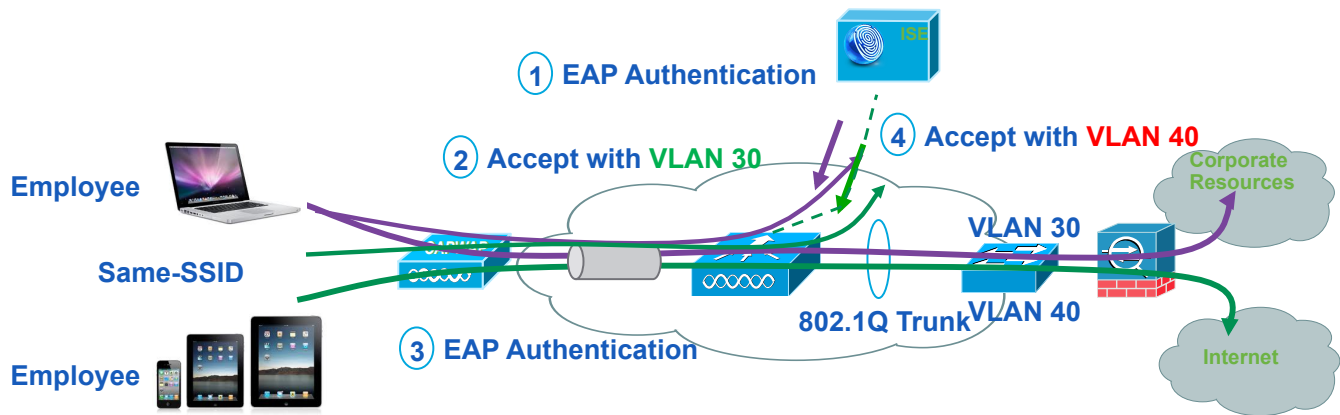 ISE
1 EAP Authentication
2 Accept with VLAN 30
4 Accept with VLAN 40
Corporate
Resources
Employee
VLAN 30
Same-SSID
802.1Q Trunk
VLAN 40
3 EAP Authentication
Internet
Employee